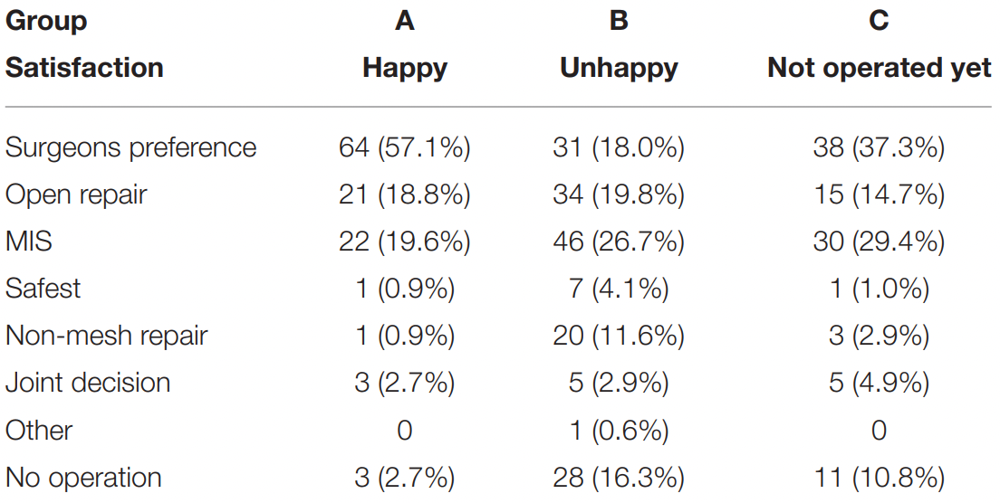 Group A B C
Satisfaction Happy Unhappy Not operated yet
Surgeons preference 64 (57.1%) 31 (18.0%) 38 (37.3%)
Open repair 21 (18.8%) 34 (19.8%) 15 (14.7%)
MIS 22 (19.6%) 46 (26.7%) 30 (29.4%)
Safest 1 (0.9%) 7 (4.1%) 1 (1.0%)
Non-mesh repair 1 (0.9%) 20 (11.6%) 3 (2.9%)
Joint decision 3 (2.7%) 5 (2.9%) 5 (4.9%)
Other 0 1 (0.6%) 0
No operation 3 (2.7%) 28 (16.3%) 11 (10.8%)